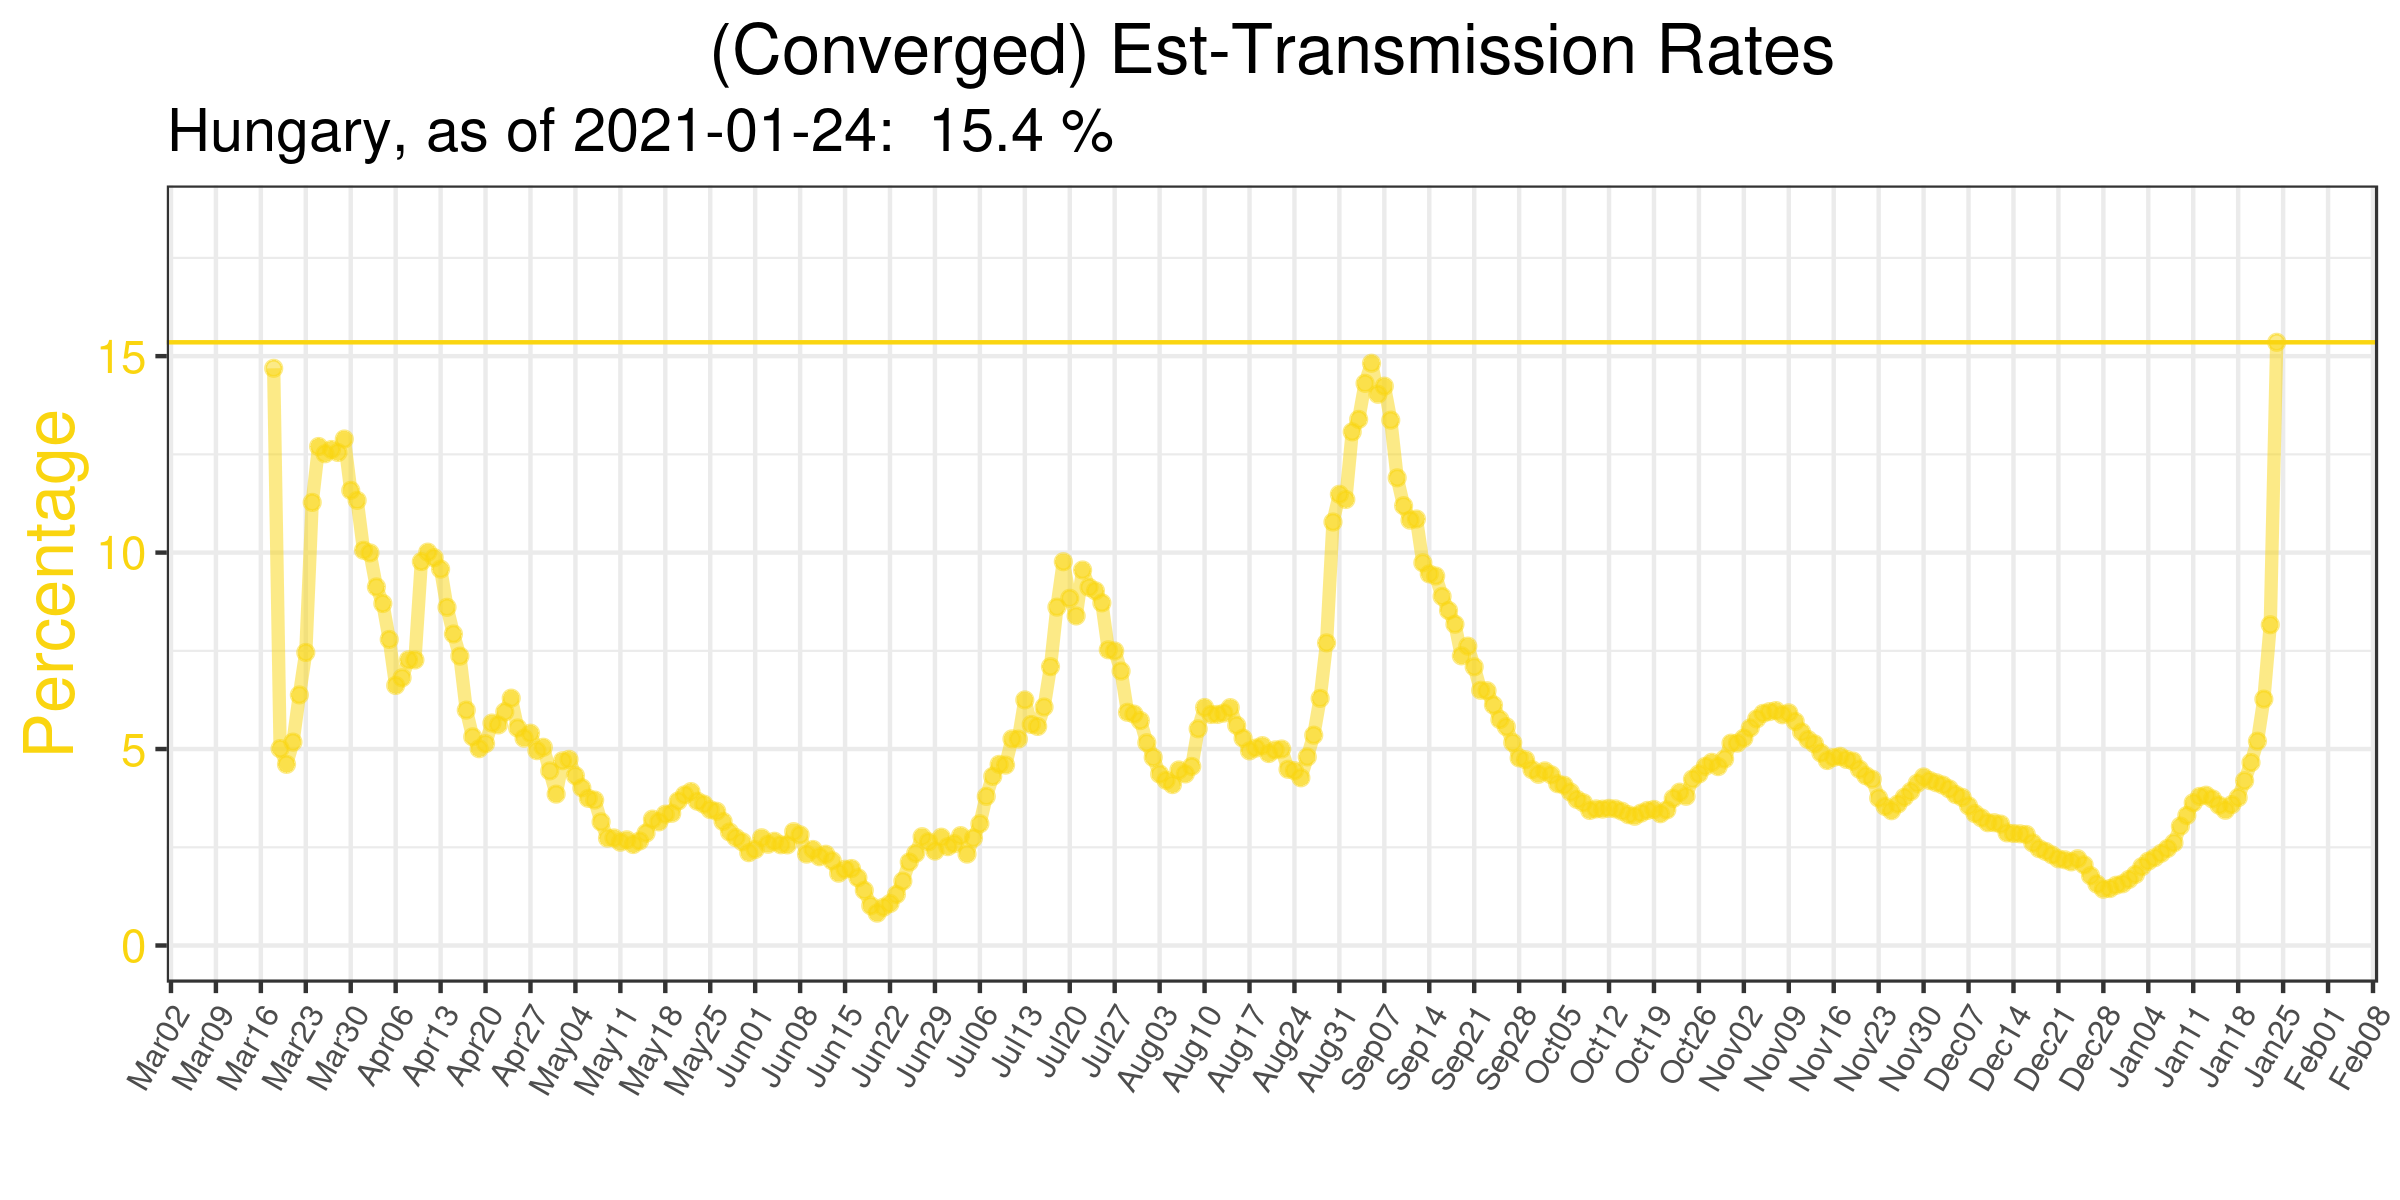 (Converged) Est-Transmission Rates
Hungary, as of 2021-01-24:  15.4 %
Percentage
15
10
5
0
Mar02
Mar09
Mar16
Mar23
Mar30
Apr06
Apr13
Apr20
Apr27
May04
May11
May18
May25
Jun01
Jun08
Jun15
Jun22
Jun29
Jul06
Jul13
Jul20
Jul27
Aug03
Aug10
Aug17
Aug24
Aug31
Sep07
Sep14
Sep21
Sep28
Oct05
Oct12
Oct19
Oct26
Nov02
Nov09
Nov16
Nov23
Nov30
Dec07
Dec14
Dec21
Dec28
Jan04
Jan11
Jan18
Jan25
Feb01
Feb08